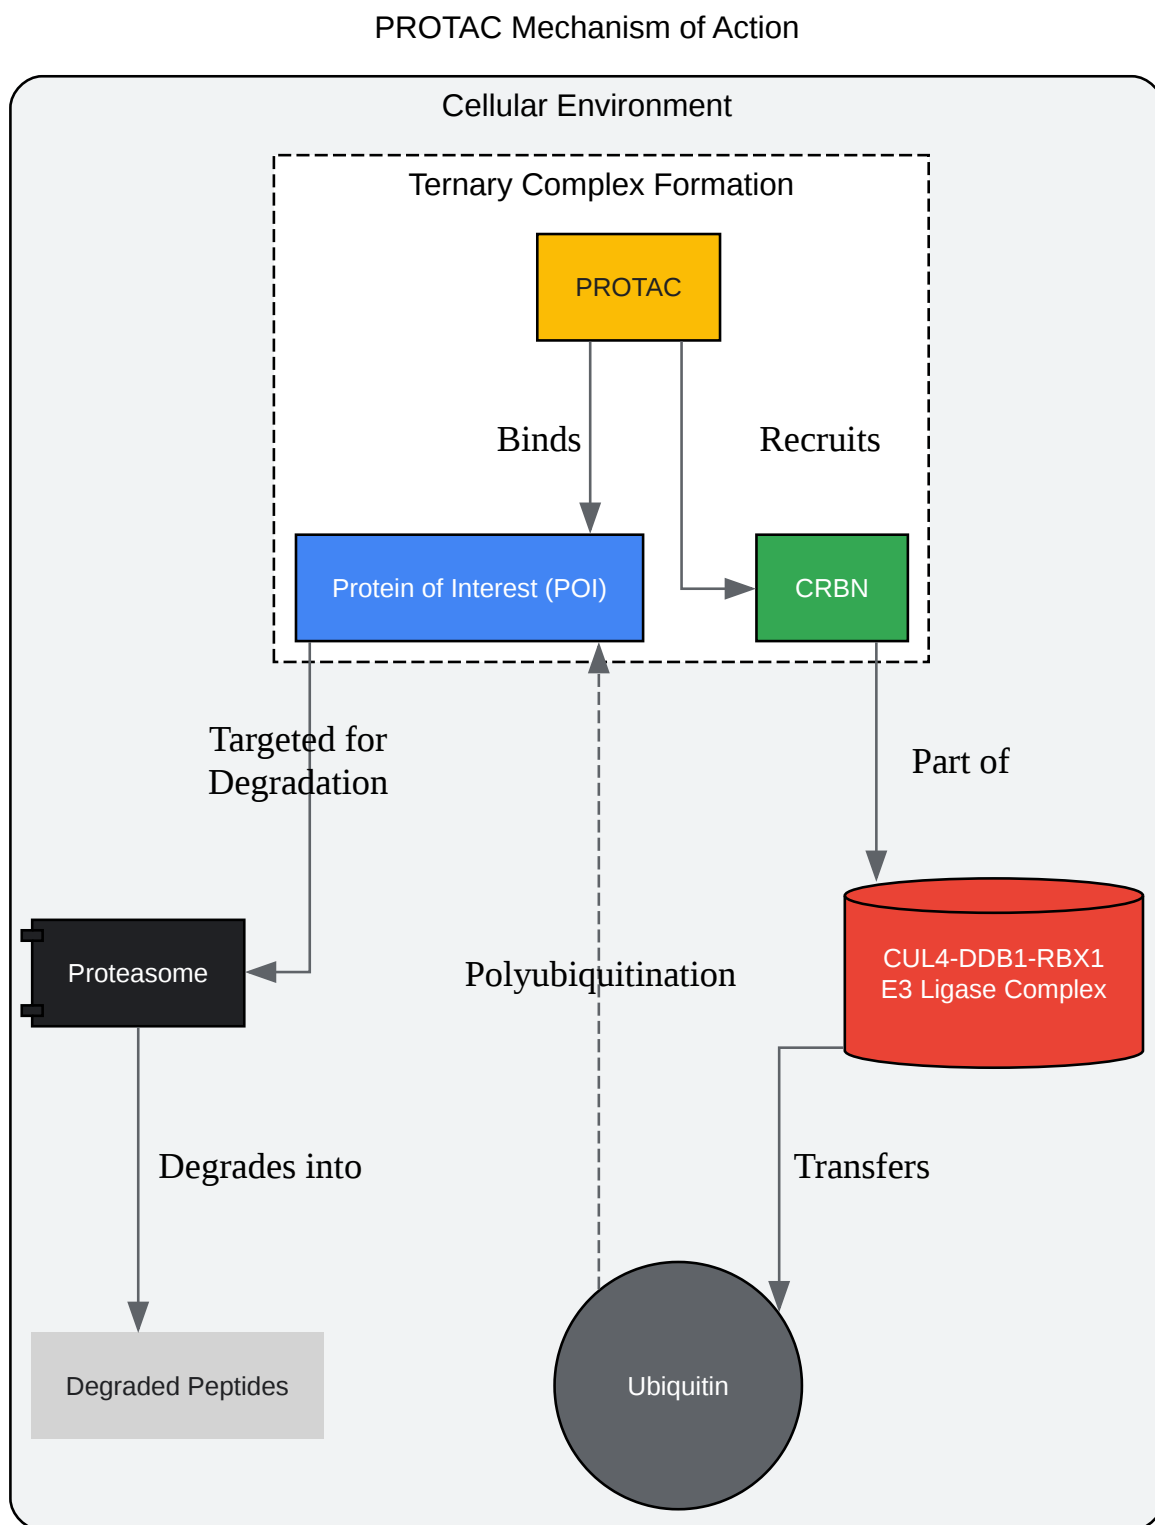 PROTAC Mechanism of Action
Cellular Environment
Ternary Complex Formation
PROTAC
Binds
Recruits
Protein of Interest (POI)
CRBN
Targeted for
Degradation
Part of
Proteasome
Polyubiquitination
CUL4-DDB1-RBX1
E3 Ligase Complex
Degrades into
Transfers
Degraded Peptides
Ubiquitin